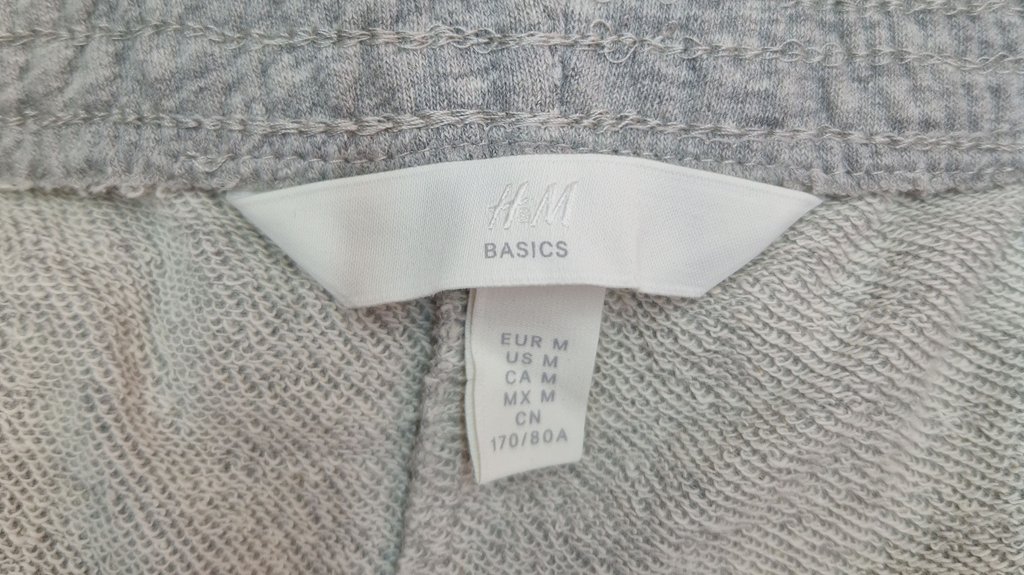 H&M
BASICS
EUR M
US M
CA M
MX M
CN
170/80A